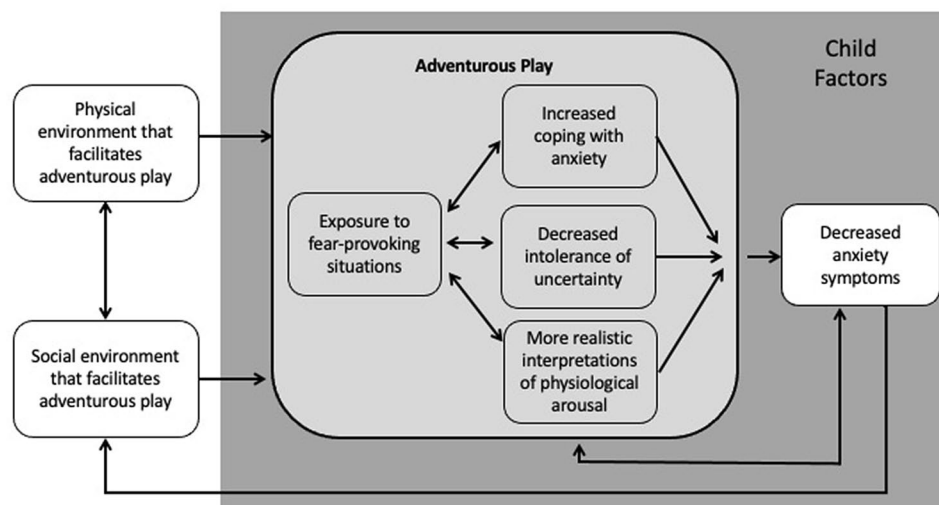 Child
Factors
Adventurous Play
Physical
environment that
facilitates
adventurous play
Increased
coping with
anxiety
Exposure to
fear-provoking
situations
Decreased
intolerance of
uncertainty
Decreased
anxiety
symptoms
Social environment
that facilitates
adventurous play
More realistic
interpretations
of physiological
arousal